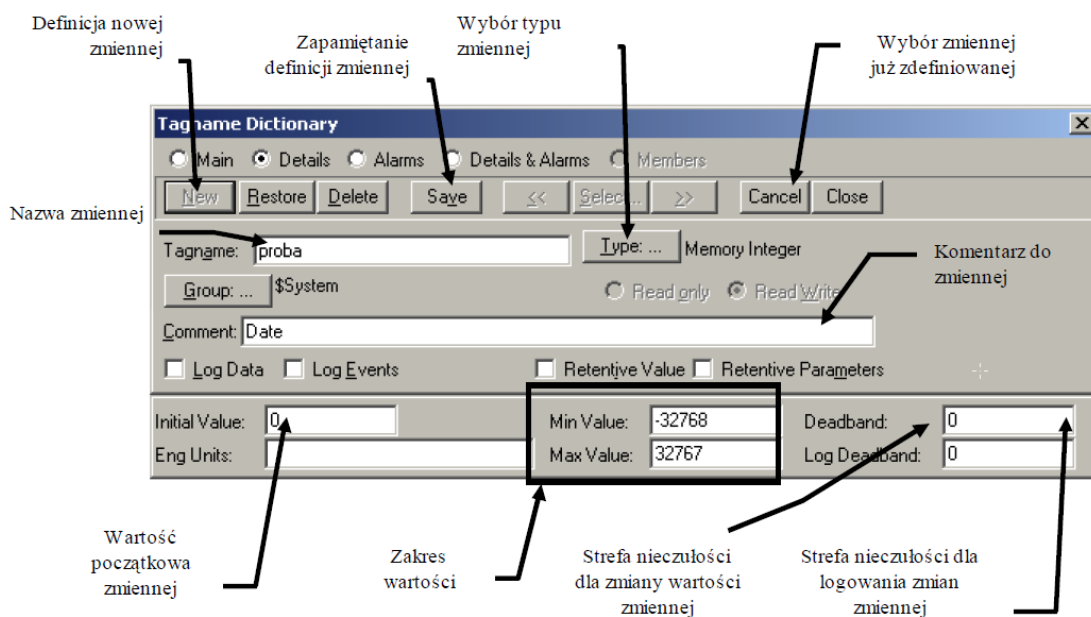 Definicja nowej
zmiennej
Zapamiętanie
definicji zmiennej
Wybór typu
zmiennej
Wybór zmiennej
już zdefiniowanej
Tagname Dictionary
Main Details Alarms Details & Alarms Members
New Restore Delete Save << Select... >> Cancel Close
Nazwa zmiennej
Tagname: proba Type: ... Memory Integer
Group: ... $System Read only Read Write
Komentarz do
zmiennej
Comment: Date
Log Data Log Events Retentive Value Retentive Parameters
Initial Value: 0 Min Value: -32768 Deadband: 0
Eng Units: Max Value: 32767 Log Deadband: 0
Wartość
początkowa
zmiennej
Zakres
wartości
Strefa nieczułości
dla zmiany wartości
zmiennej
Strefa nieczułości dla
logowania zmian
zmiennej